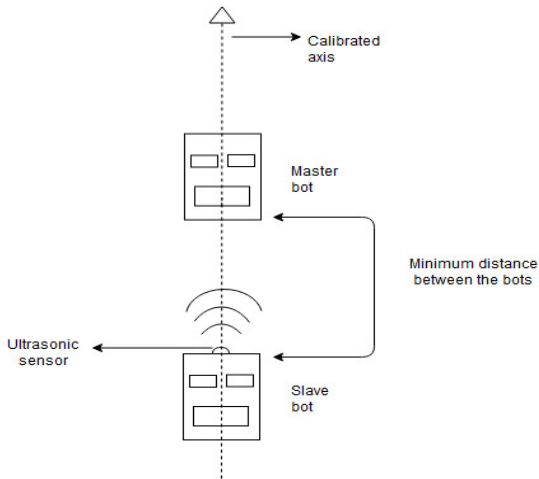 Calibrated
axis
Master
bot
Minimum distance
between the bots
Ultrasonic
sensor
Slave
bot